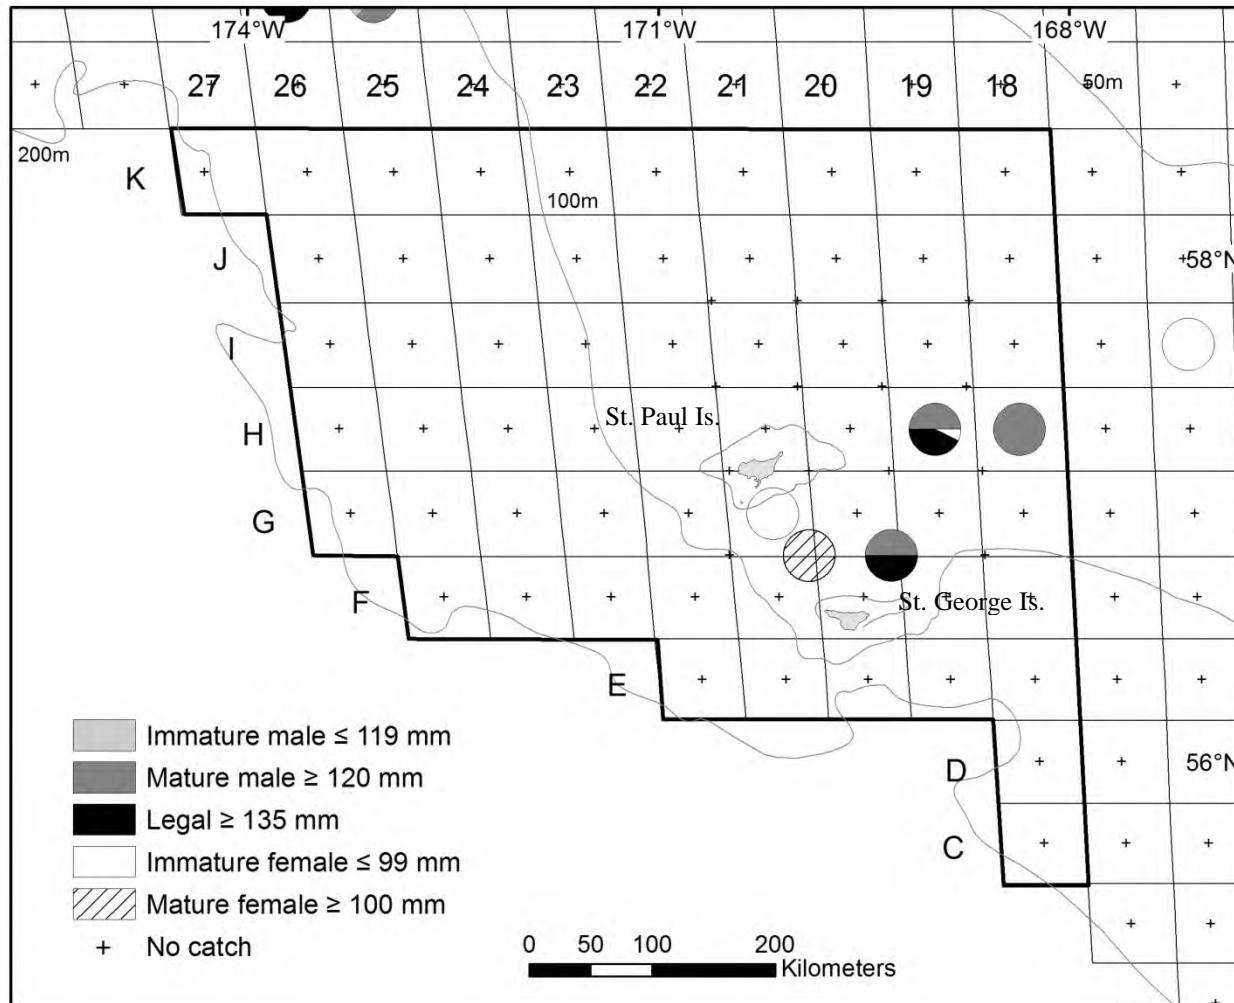 174°W 171°W 168°W
27 26 25 24 23 22 21 20 19 18 50m
200m
K
100m
J 58°N
I
H St. Paul Is.
G
F St. George Is.
E
Immature male ≤ 119 mm
Mature male ≥ 120 mm D 56°N
Legal ≥ 135 mm C
Immature female ≤ 99 mm
Mature female ≥ 100 mm
No catch
0 50 100 200
Kilometers